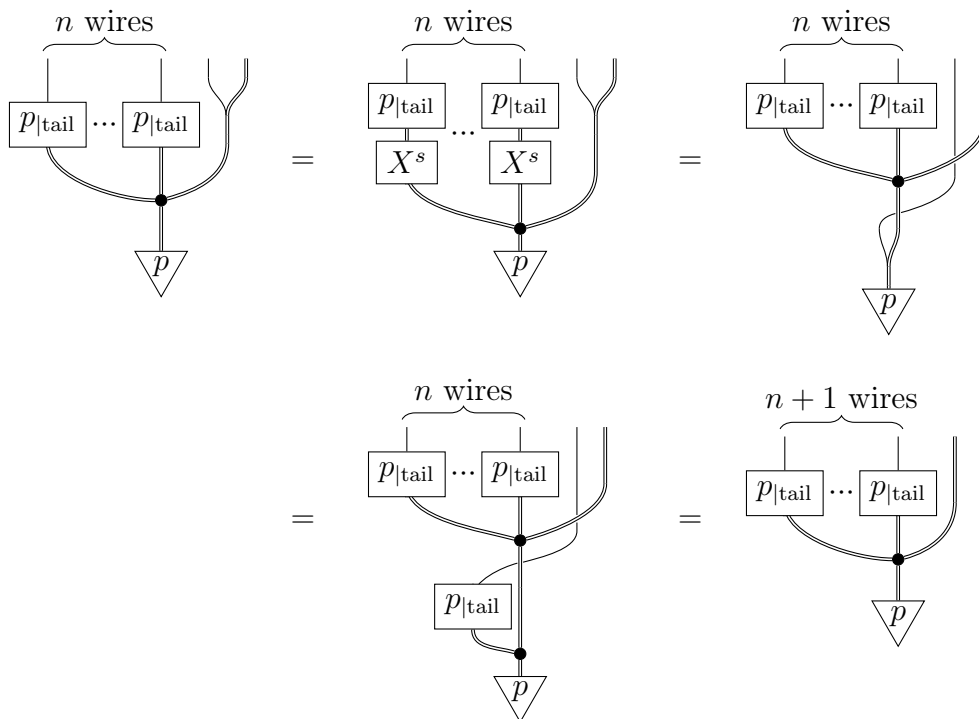 n wires n wires n wires
p|tail ... p|tail = p|tail ... p|tail = p|tail ... p|tail
X^s X^s
p p p
n wires n + 1 wires
= p|tail ... p|tail = p|tail ... p|tail
p|tail
p p